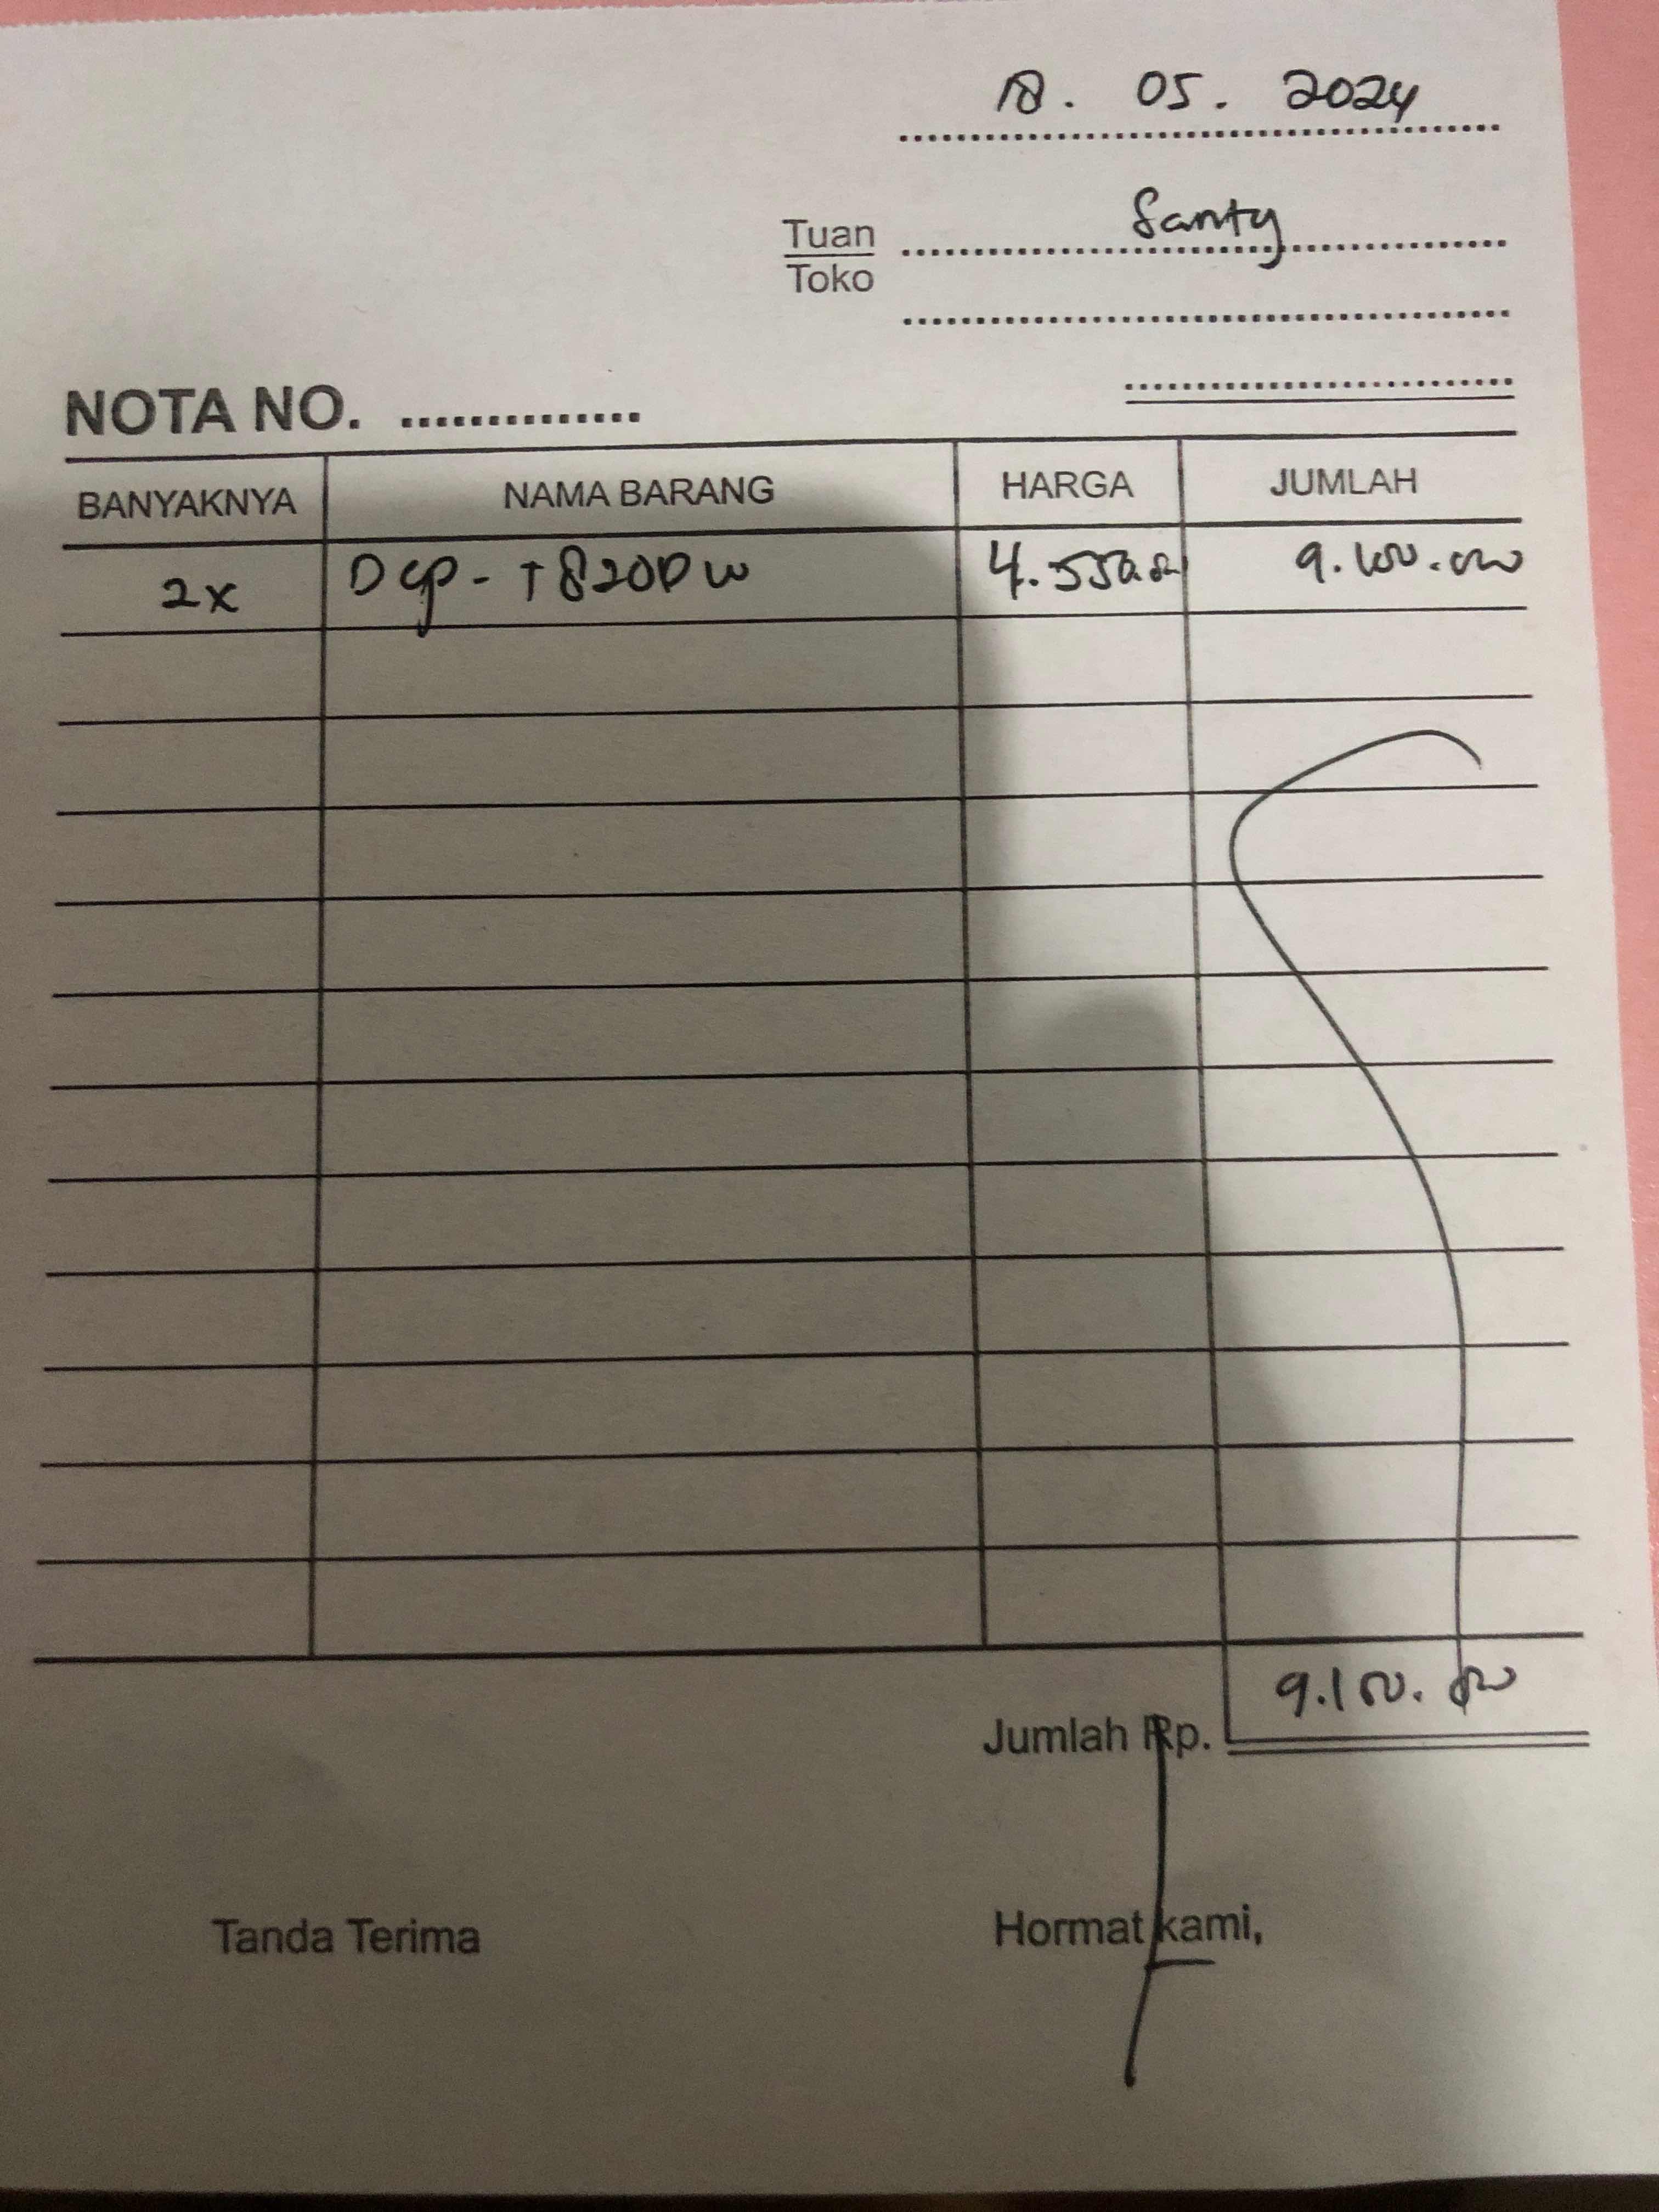 18. 05. 2024
Tuan Santy
Toko
NOTA NO. ..............
BANYAKNYA NAMA BARANG HARGA JUMLAH
2x Dcp - T820DW 4.550.000 9.100.000
9.100.000
Jumlah Rp.
Tanda Terima Hormat kami,